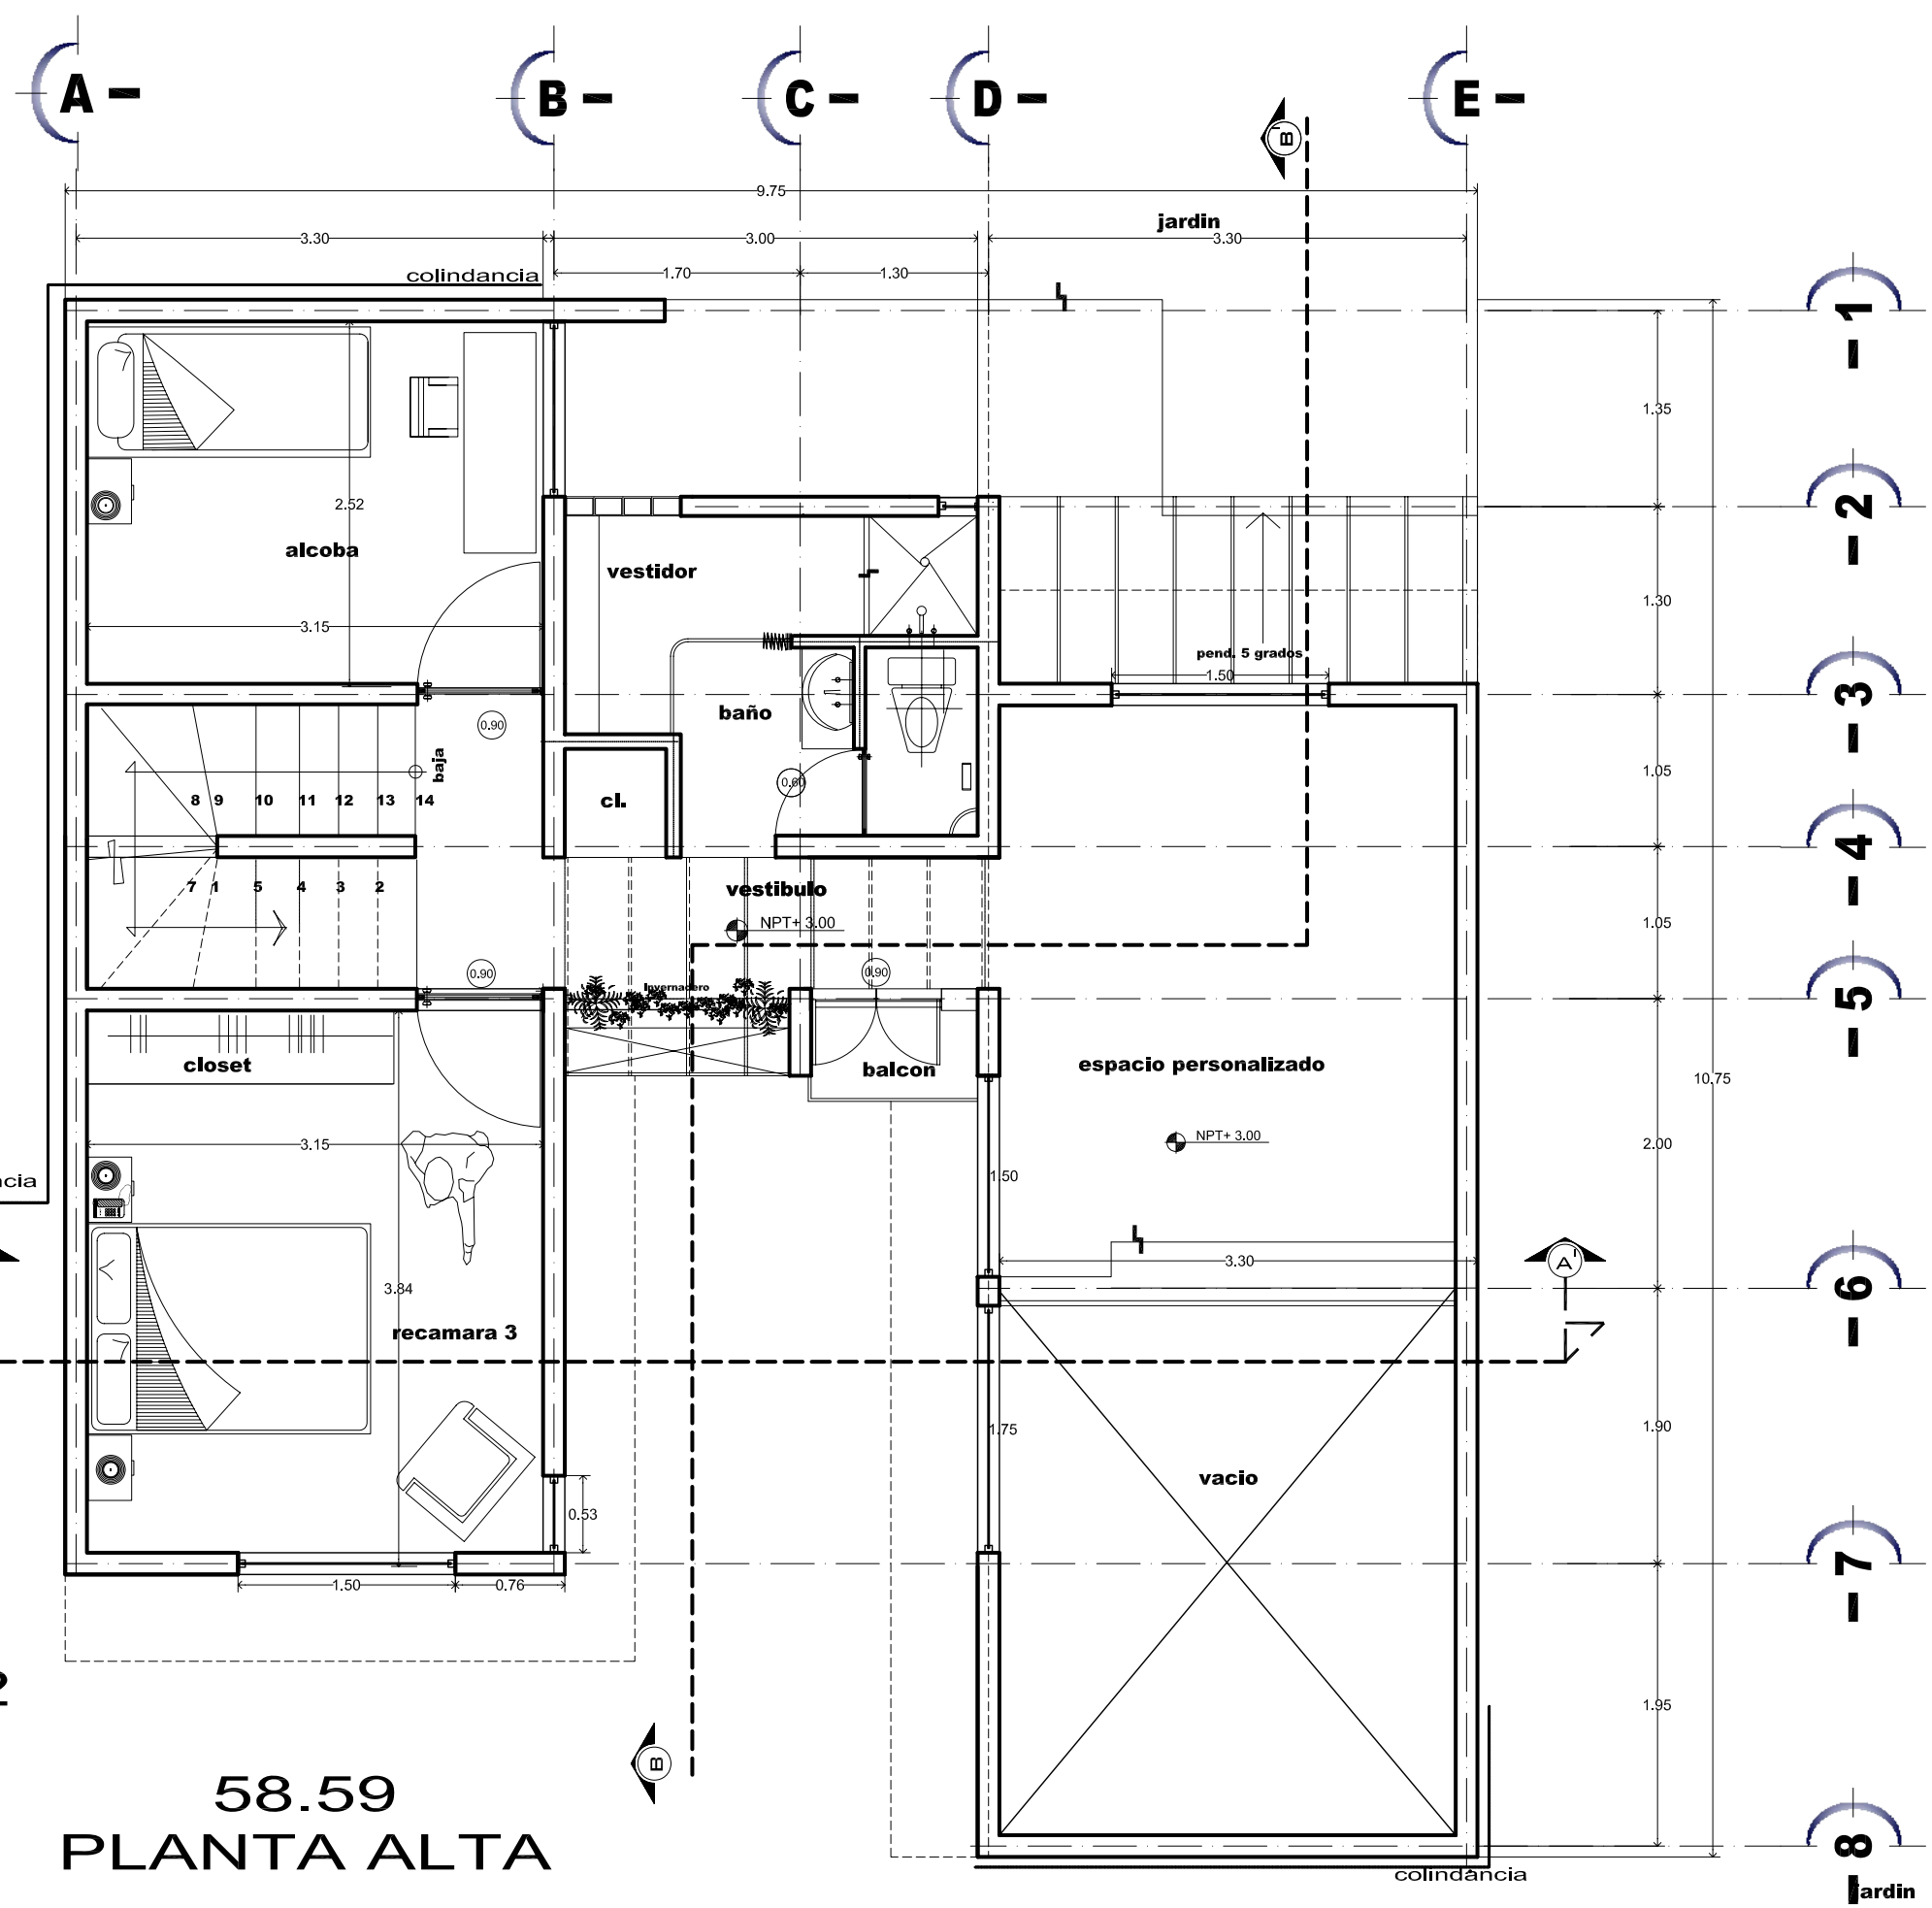 A - B - C - D - E -
B'
9.75
jardin
3.30 3.00 3.30
colindancia 1.70 1.30
- 1
1.35
2.52
- 2
alcoba
vestidor
1.30
3.15
pend. 5 grados
1.50
- 3
baño
0.90
baja
1.05
0.60
8 9 10 11 12 13 14
cl.
- 4
7 1 5 4 3 2
vestibulo
NPT+ 3.00
1.05
0.90
0.90
Invernadero
- 5
closet
balcon
espacio personalizado
10.75
3.15
NPT+ 3.00
2.00
1.50
3.30
A'
3.84
- 6
recamara 3
1.75
1.90
vacio
0.53
- 7
1.50 0.76
1.95
B
58.59
PLANTA ALTA
- 8
colindancia
jardin